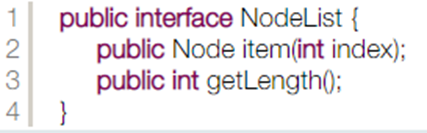 1 public interface NodeList {
2 public Node item(int index);
3 public int getLength();
4 }